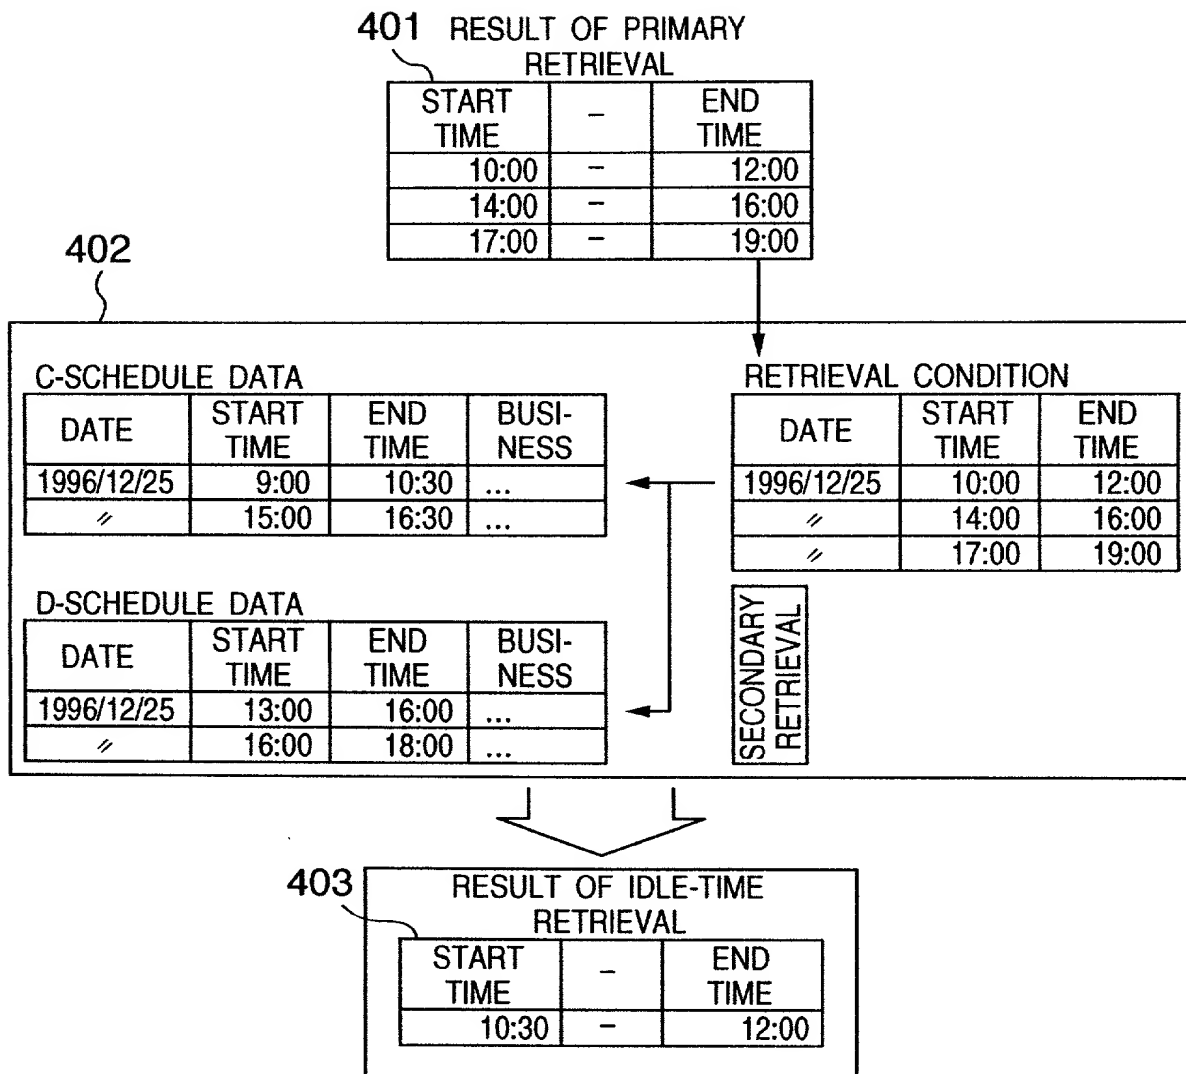 401 RESULT OF PRIMARY
RETRIEVAL
START TIME – END TIME
10:00 – 12:00
14:00 – 16:00
17:00 – 19:00
402
C-SCHEDULE DATA
DATE START TIME END TIME BUSI-NESS
1996/12/25 9:00 10:30 ...
〃 15:00 16:30 ...
RETRIEVAL CONDITION
DATE START TIME END TIME
1996/12/25 10:00 12:00
〃 14:00 16:00
〃 17:00 19:00
D-SCHEDULE DATA
DATE START TIME END TIME BUSI-NESS
1996/12/25 13:00 16:00 ...
〃 16:00 18:00 ...
SECONDARY
RETRIEVAL
403
RESULT OF IDLE-TIME
RETRIEVAL
START TIME – END TIME
10:30 – 12:00